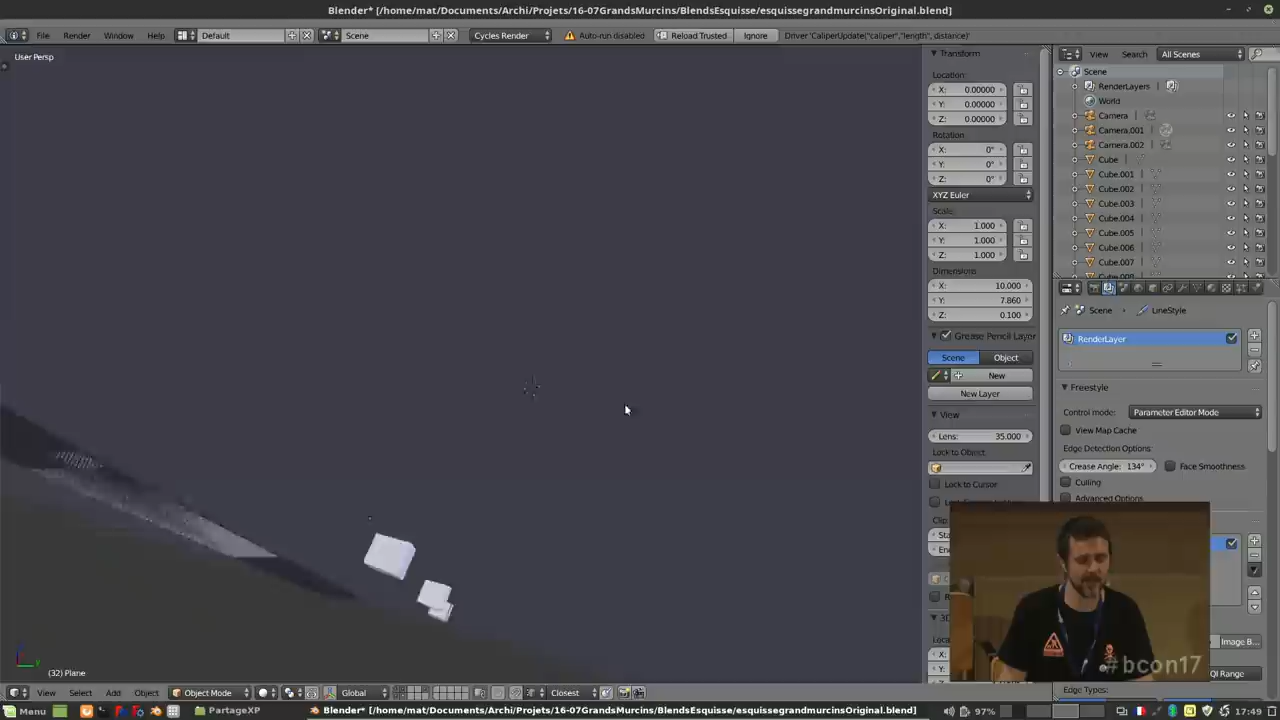 Blender* [/home/mat/Documents/Archi/Projets/16-07GrandsMurcins/BlendsEsquisse/esquissegrandmurcinsOriginal.blend]
File Render Window Help Default Scene Cycles Render Auto-run disabled Reload Trusted Ignore Driver 'CaliperUpdate("caliper","length", distance)'
User Persp
Transform
Location:
X: 0.00000
Y: 0.00000
Z: 0.00000
Rotation:
X: 0°
Y: 0°
Z: 0°
XYZ Euler
Scale:
X: 1.000
Y: 1.000
Z: 1.000
Dimensions:
X: 10.000
Y: 7.860
Z: 0.100
Grease Pencil Layer
Scene Object
New
New Layer
View
Lens: 35.000
Lock to Object:
Lock to Cursor
Clip
View Search All Scenes
Scene
RenderLayers
World
Camera
Camera.001
Camera.002
Cube
Cube.001
Cube.002
Cube.003
Cube.004
Cube.005
Cube.006
Cube.007
Scene LineStyle
RenderLayer
Freestyle
Control mode: Parameter Editor Mode
View Map Cache
Edge Detection Options:
Crease Angle: 134° Face Smoothness
Culling
Advanced Options
Image B...
QI Range
Edge Types:
#bcon17
(32) Plane
View Select Add Object Object Mode Global Closest
Menu PartageXP Blender* [/home/mat/Documents/Archi/Projets/16-07GrandsMurcins/BlendsEsquisse/esquissegrandmurcinsOriginal.blend] 97% 17:49